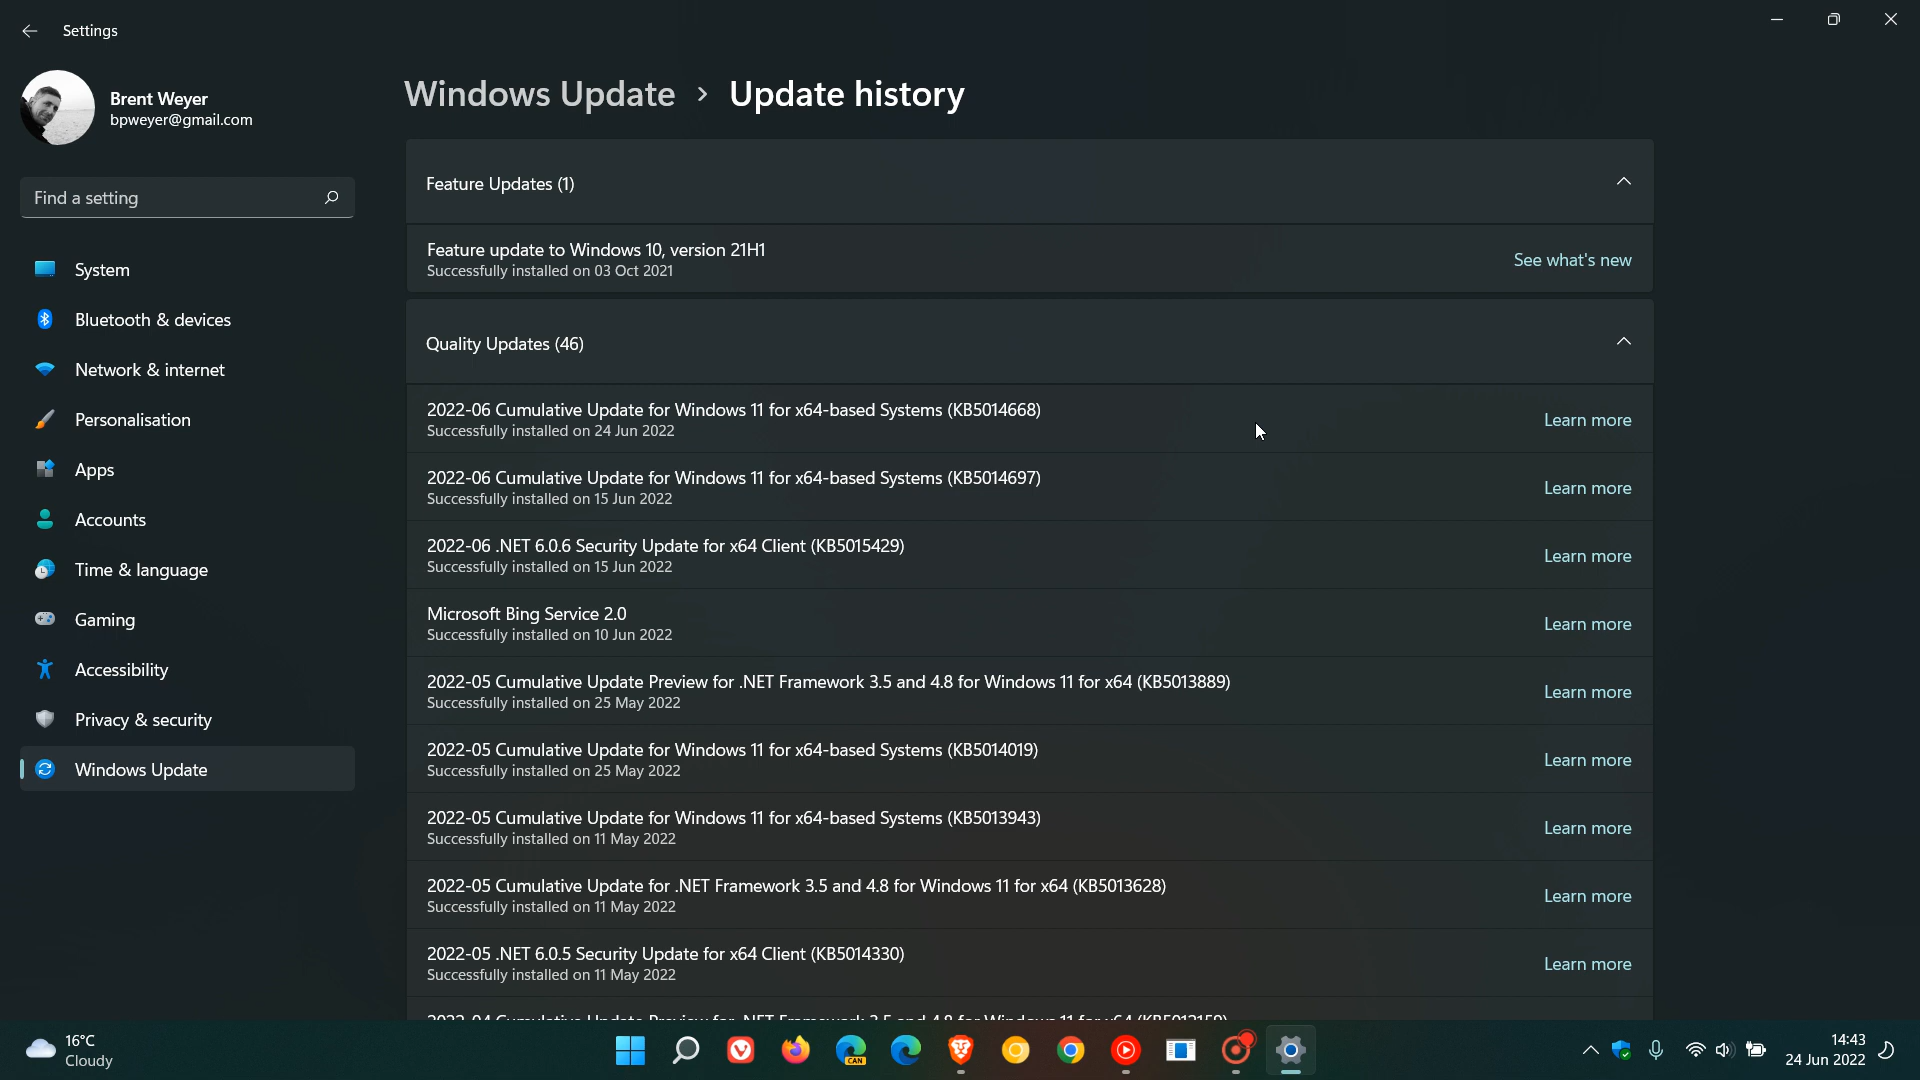 Settings
Brent Weyer
bpweyer@gmail.com
Find a setting
System
Bluetooth & devices
Network & internet
Personalisation
Apps
Accounts
Time & language
Gaming
Accessibility
Privacy & security
Windows Update
Windows Update › Update history
Feature Updates (1)
Feature update to Windows 10, version 21H1
Successfully installed on 03 Oct 2021
See what's new
Quality Updates (46)
2022-06 Cumulative Update for Windows 11 for x64-based Systems (KB5014668)
Successfully installed on 24 Jun 2022
Learn more
2022-06 Cumulative Update for Windows 11 for x64-based Systems (KB5014697)
Successfully installed on 15 Jun 2022
Learn more
2022-06 .NET 6.0.6 Security Update for x64 Client (KB5015429)
Successfully installed on 15 Jun 2022
Learn more
Microsoft Bing Service 2.0
Successfully installed on 10 Jun 2022
Learn more
2022-05 Cumulative Update Preview for .NET Framework 3.5 and 4.8 for Windows 11 for x64 (KB5013889)
Successfully installed on 25 May 2022
Learn more
2022-05 Cumulative Update for Windows 11 for x64-based Systems (KB5014019)
Successfully installed on 25 May 2022
Learn more
2022-05 Cumulative Update for Windows 11 for x64-based Systems (KB5013943)
Successfully installed on 11 May 2022
Learn more
2022-05 Cumulative Update for .NET Framework 3.5 and 4.8 for Windows 11 for x64 (KB5013628)
Successfully installed on 11 May 2022
Learn more
2022-05 .NET 6.0.5 Security Update for x64 Client (KB5014330)
Successfully installed on 11 May 2022
Learn more
16°C
Cloudy
CAN
14:43
24 Jun 2022